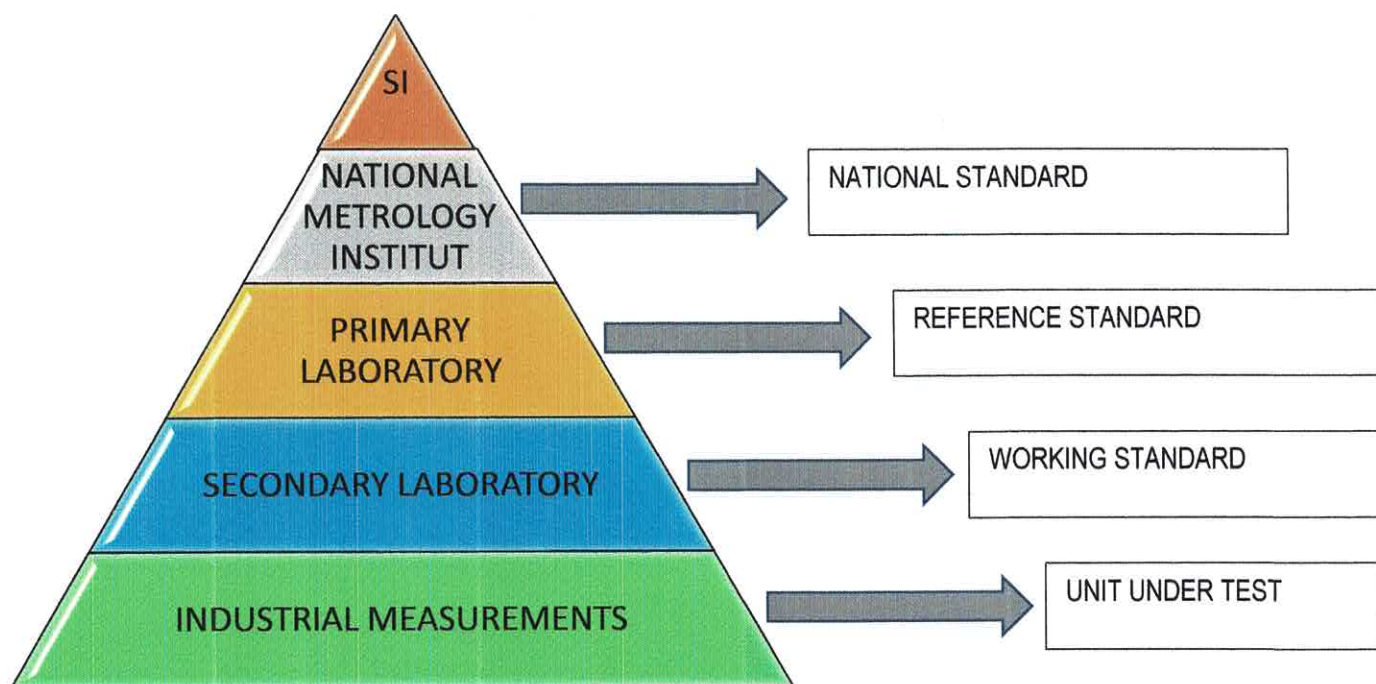 SI
NATIONAL
METROLOGY
INSTITUT
NATIONAL STANDARD
PRIMARY
LABORATORY
REFERENCE STANDARD
SECONDARY LABORATORY
WORKING STANDARD
INDUSTRIAL MEASUREMENTS
UNIT UNDER TEST